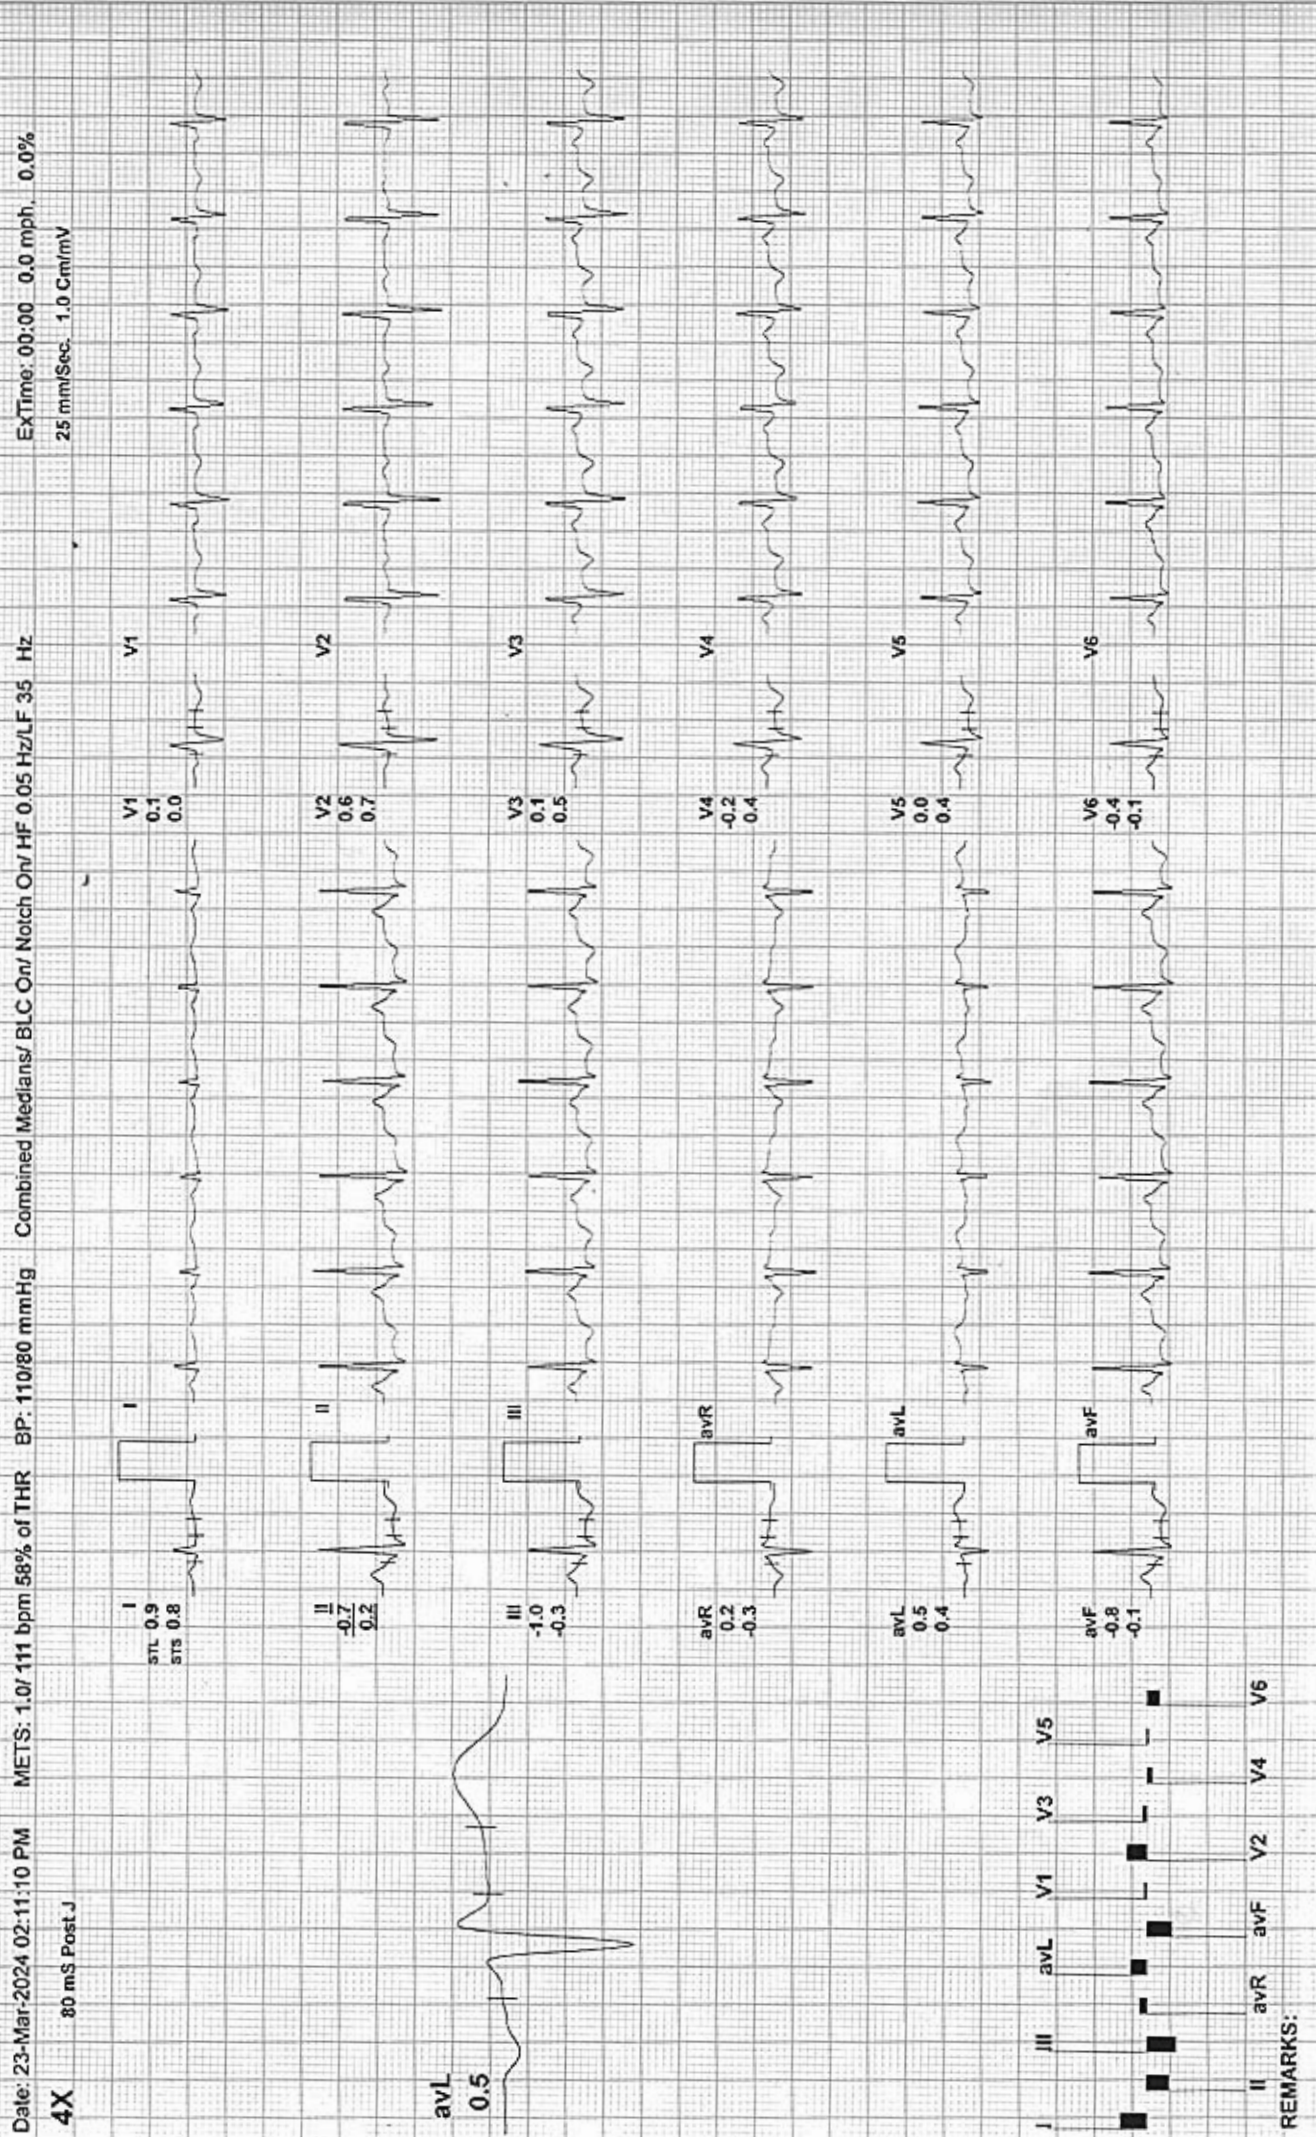 Date: 23-Mar-2024 02:11:10 PM METS: 1.0/ 111 bpm 58% of THR BP: 110/80 mmHg Combined Medians/ BLC On/ Notch On/ HF 0.05 Hz/LF 35 Hz ExTime: 00:00 0.0 mph, 0.0%
4X 80 mS Post J 25 mm/Sec. 1.0 Cm/mV
avL
0.5
I
STL 0.9
STS 0.8
I
V1
0.1
0.0
V1
II
-0.7
0.2
II
V2
0.6
0.7
V2
III
-1.0
-0.3
III
V3
0.1
0.5
V3
avR
0.2
-0.3
avR
V4
-0.2
0.4
V4
avL
0.5
0.4
avL
V5
0.0
0.4
V5
avF
-0.8
-0.1
avF
V6
-0.4
-0.1
V6
I III avL V1 V3 V5
II avR avF V2 V4 V6
REMARKS: